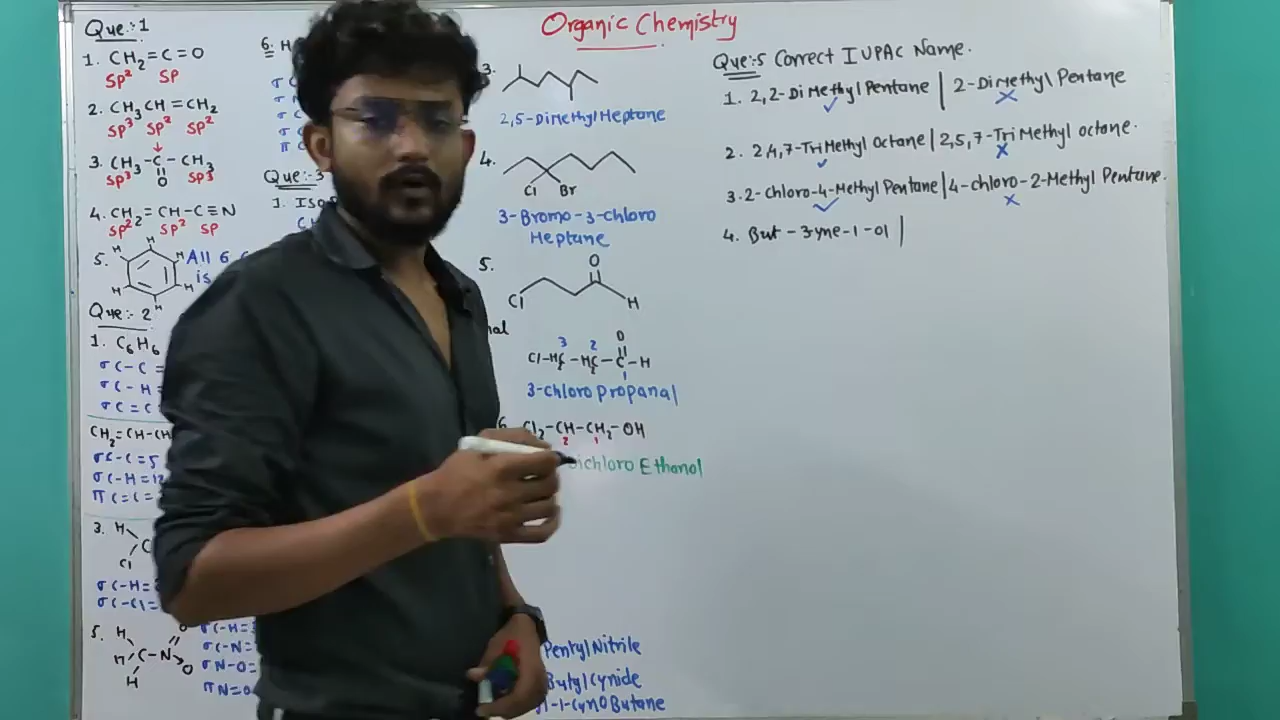 Organic Chemistry
Que:1
1. CH2=C=O
SP2 SP
2. CH3CH=CH2
SP3 SP2 SP2
3. CH3-C-CH3
SP3 O SP3
4. CH2=CH-C≡N
SP2 SP2 SP
5. H H H H H H
All 6
is
Que:-2
1. C6H6
σC-C=
σC-H=
σC=C=
CH2=CH-CH
σC-C=5
σC-H=12
πC=C=
3. H
C
Cl
σC-H=
σC-Cl=
5. H H H C-N O O
σC-H=
σC-N=
σN-O=
πN=O
6. H
Que:-3
1. Iso
3.
2,5-DiMethyl Heptane
4.
Cl Br
3-Bromo-3-chloro
Heptane
5.
O
Cl H
nal
3 2 O
Cl-H2C-H2C-C-H
1
3-chloro Propanal
6. Cl2-CH-CH2-OH
2 1
Dichloro Ethanol
Pentyl Nitrile
Butyl Cynide
1-CynO Butane
Que:5 Correct IUPAC Name.
1. 2,2-DiMethyl Pentane | 2-DiMethyl Pentane
2. 2,4,7-TriMethyl Octane | 2,5,7-TriMethyl octane.
3. 2-Chloro-4-Methyl Pentane | 4-chloro-2-Methyl Pentane.
4. But-3yne-1-ol |